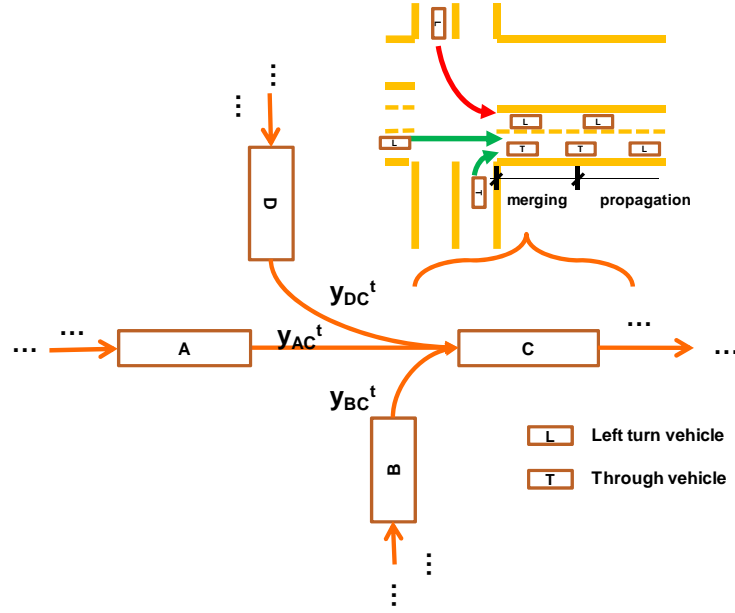 L
L
L
L
T
T
L
T
merging
propagation
...
...
D
y_DC^t
...
...
A
y_AC^t
C
...
...
y_BC^t
B
L
Left turn vehicle
T
Through vehicle
...
...